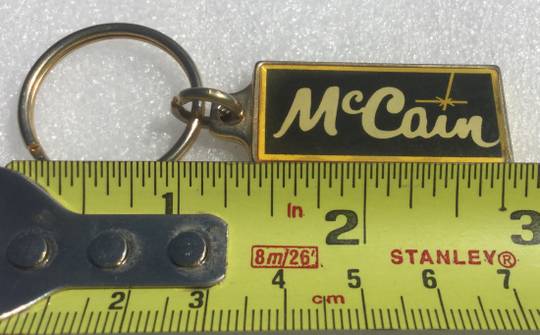 McCain
1 2 3
In
8m/26'. STANLEY®
2 3 4 5 6 7
cm